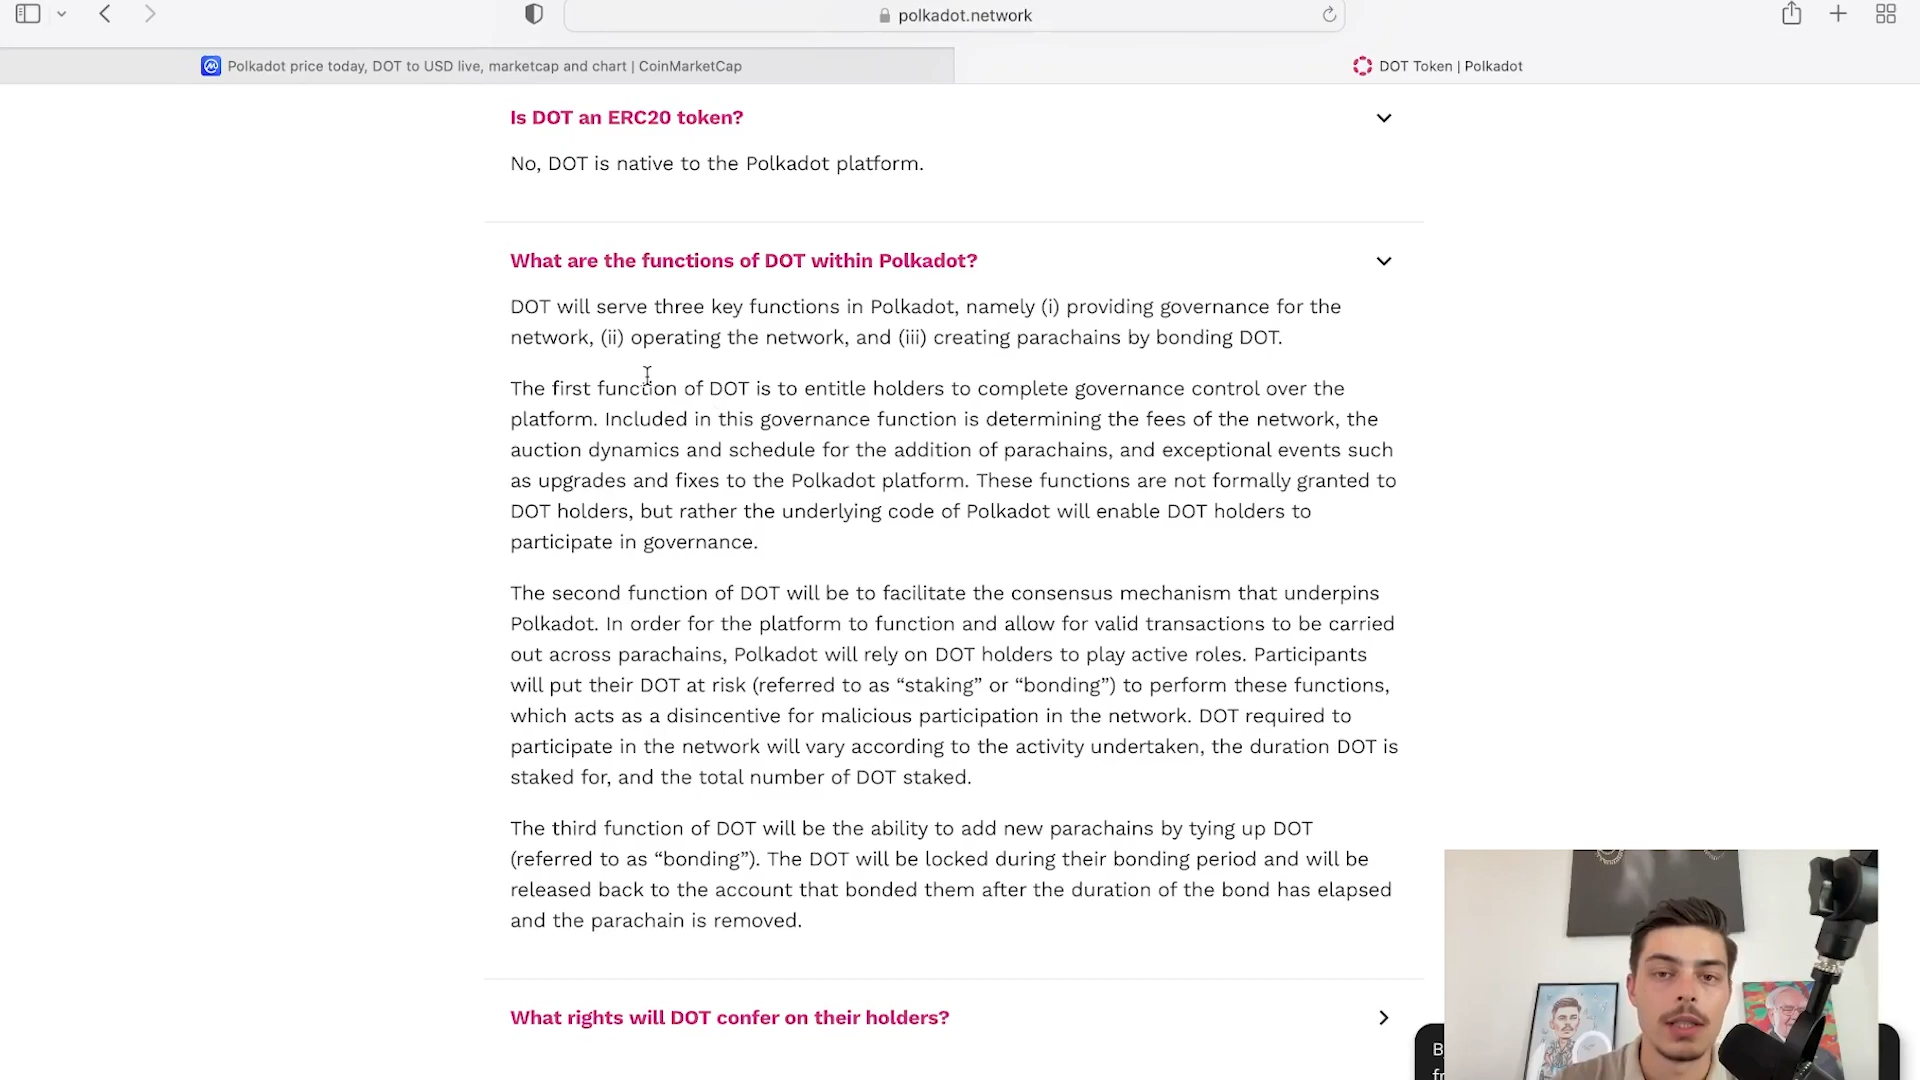 polkadot.network
Polkadot price today, DOT to USD live, marketcap and chart | CoinMarketCap
DOT Token | Polkadot
Is DOT an ERC20 token?
No, DOT is native to the Polkadot platform.
What are the functions of DOT within Polkadot?
DOT will serve three key functions in Polkadot, namely (i) providing governance for the
network, (ii) operating the network, and (iii) creating parachains by bonding DOT.
The first function of DOT is to entitle holders to complete governance control over the
platform. Included in this governance function is determining the fees of the network, the
auction dynamics and schedule for the addition of parachains, and exceptional events such
as upgrades and fixes to the Polkadot platform. These functions are not formally granted to
DOT holders, but rather the underlying code of Polkadot will enable DOT holders to
participate in governance.
The second function of DOT will be to facilitate the consensus mechanism that underpins
Polkadot. In order for the platform to function and allow for valid transactions to be carried
out across parachains, Polkadot will rely on DOT holders to play active roles. Participants
will put their DOT at risk (referred to as “staking” or “bonding”) to perform these functions,
which acts as a disincentive for malicious participation in the network. DOT required to
participate in the network will vary according to the activity undertaken, the duration DOT is
staked for, and the total number of DOT staked.
The third function of DOT will be the ability to add new parachains by tying up DOT
(referred to as “bonding”). The DOT will be locked during their bonding period and will be
released back to the account that bonded them after the duration of the bond has elapsed
and the parachain is removed.
What rights will DOT confer on their holders?